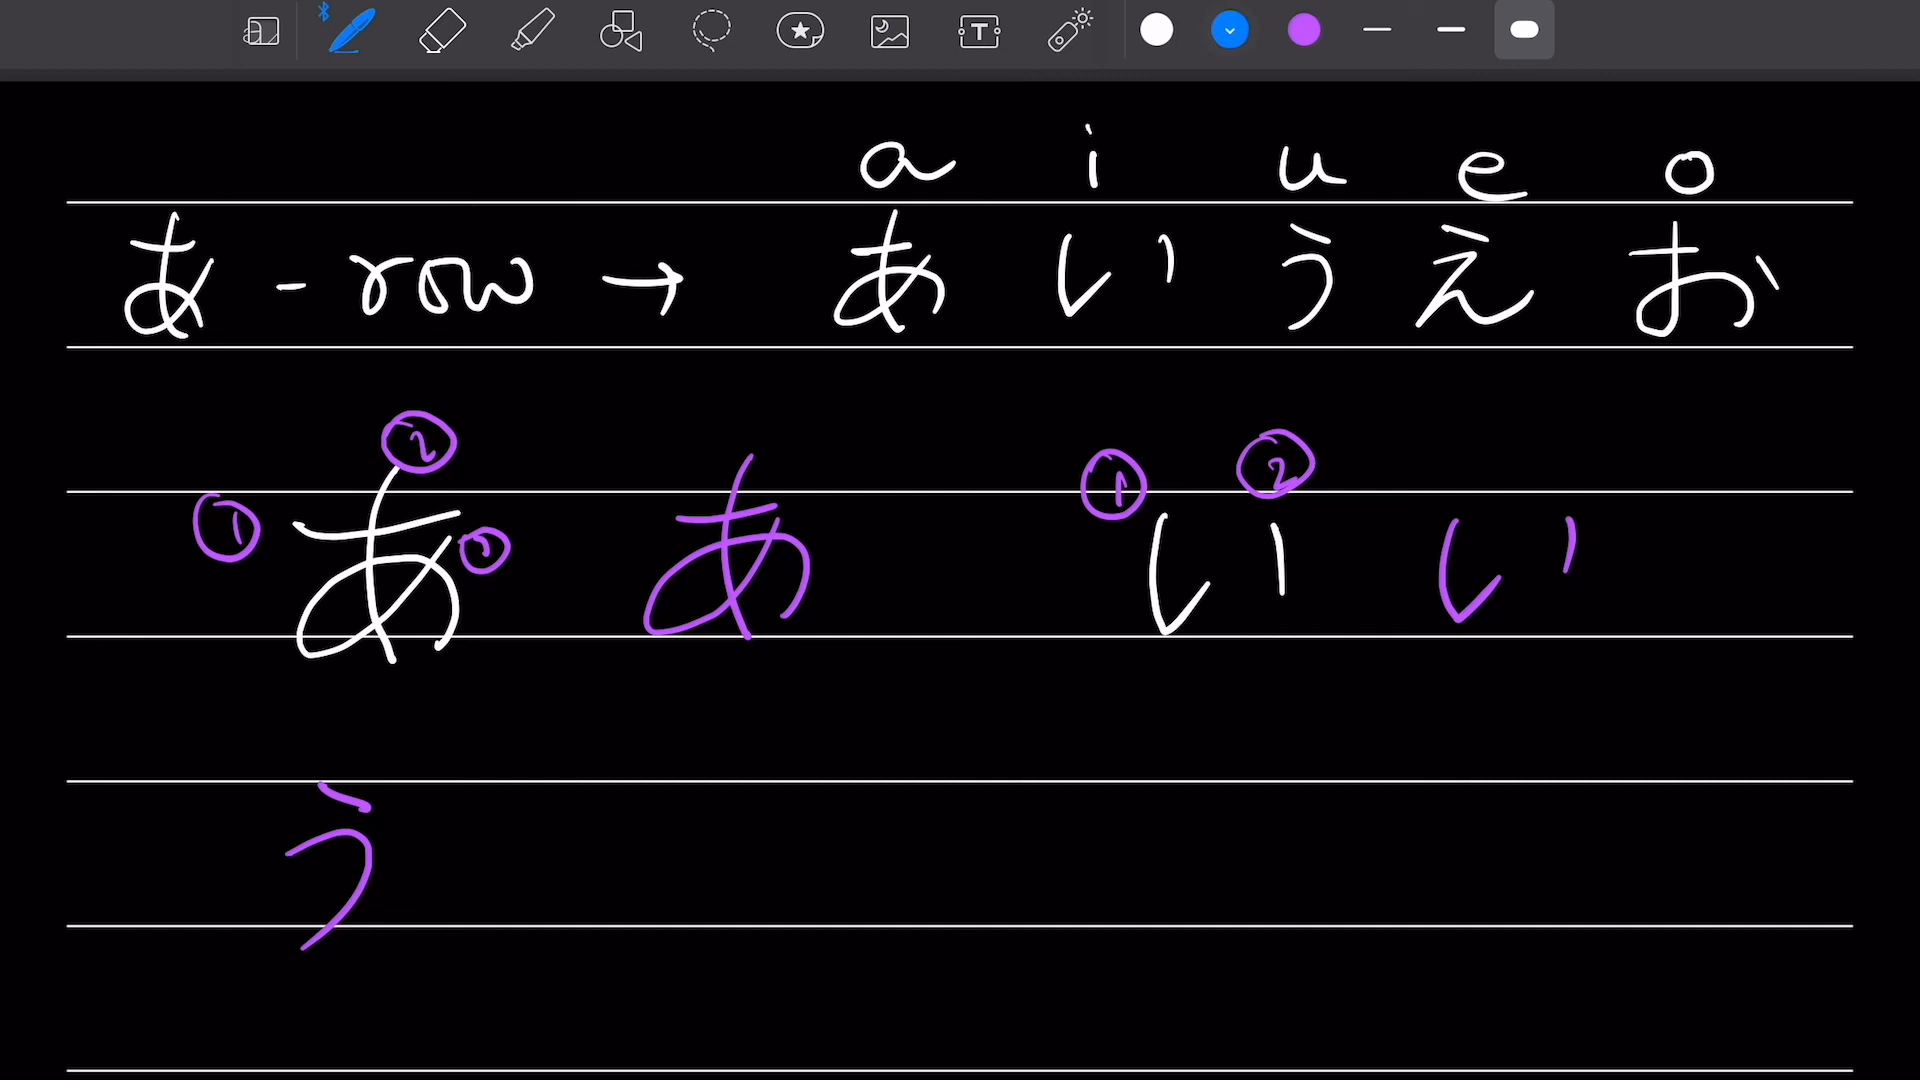 a i u e o
あ - row → あ い う え お
① ② あ ③ あ ① ② い い
う